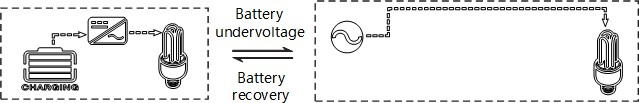 Battery
undervoltage
Battery
recovery
CHARGING